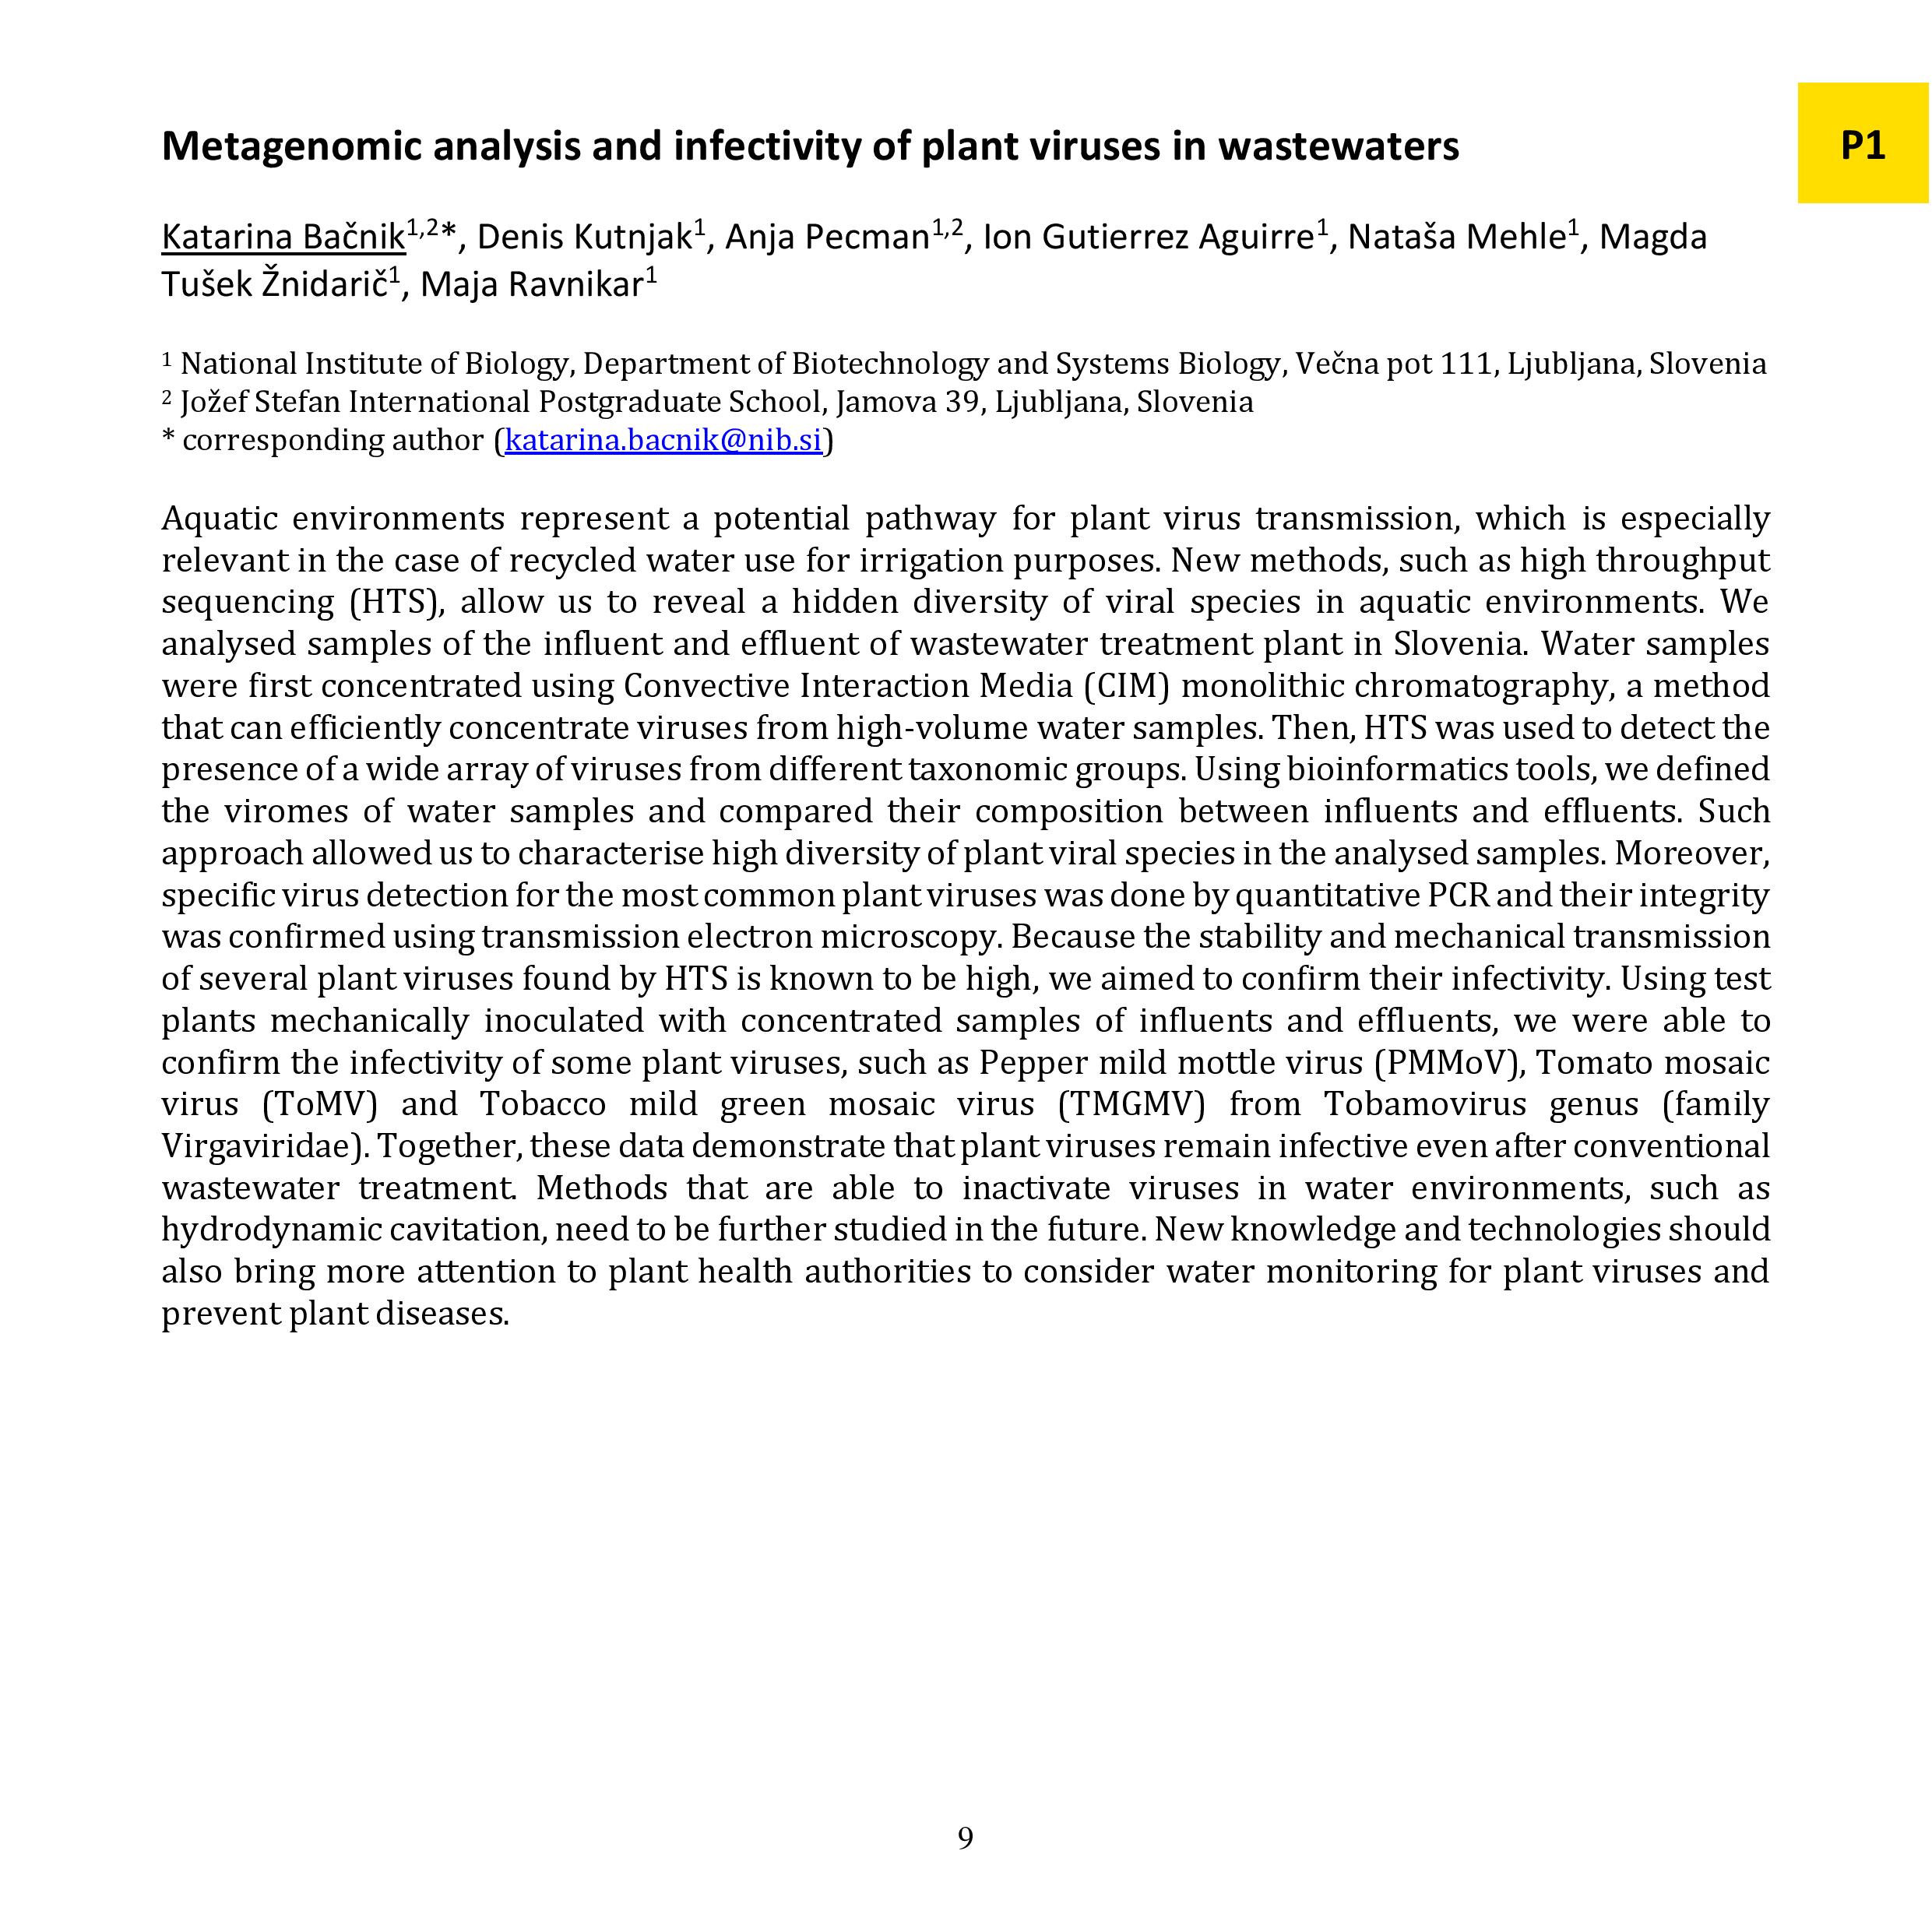 Metagenomic analysis and infectivity of plant viruses in wastewaters
P1
Katarina Bačnik1,2*, Denis Kutnjak1, Anja Pecman1,2, Ion Gutierrez Aguirre1, Nataša Mehle1, Magda
Tušek Žnidarič1, Maja Ravnikar1
1 National Institute of Biology, Department of Biotechnology and Systems Biology, Večna pot 111, Ljubljana, Slovenia
2 Jožef Stefan International Postgraduate School, Jamova 39, Ljubljana, Slovenia
* corresponding author (katarina.bacnik@nib.si)
Aquatic environments represent a potential pathway for plant virus transmission, which is especially
relevant in the case of recycled water use for irrigation purposes. New methods, such as high throughput
sequencing (HTS), allow us to reveal a hidden diversity of viral species in aquatic environments. We
analysed samples of the influent and effluent of wastewater treatment plant in Slovenia. Water samples
were first concentrated using Convective Interaction Media (CIM) monolithic chromatography, a method
that can efficiently concentrate viruses from high-volume water samples. Then, HTS was used to detect the
presence of a wide array of viruses from different taxonomic groups. Using bioinformatics tools, we defined
the viromes of water samples and compared their composition between influents and effluents. Such
approach allowed us to characterise high diversity of plant viral species in the analysed samples. Moreover,
specific virus detection for the most common plant viruses was done by quantitative PCR and their integrity
was confirmed using transmission electron microscopy. Because the stability and mechanical transmission
of several plant viruses found by HTS is known to be high, we aimed to confirm their infectivity. Using test
plants mechanically inoculated with concentrated samples of influents and effluents, we were able to
confirm the infectivity of some plant viruses, such as Pepper mild mottle virus (PMMoV), Tomato mosaic
virus (ToMV) and Tobacco mild green mosaic virus (TMGMV) from Tobamovirus genus (family
Virgaviridae). Together, these data demonstrate that plant viruses remain infective even after conventional
wastewater treatment. Methods that are able to inactivate viruses in water environments, such as
hydrodynamic cavitation, need to be further studied in the future. New knowledge and technologies should
also bring more attention to plant health authorities to consider water monitoring for plant viruses and
prevent plant diseases.
9